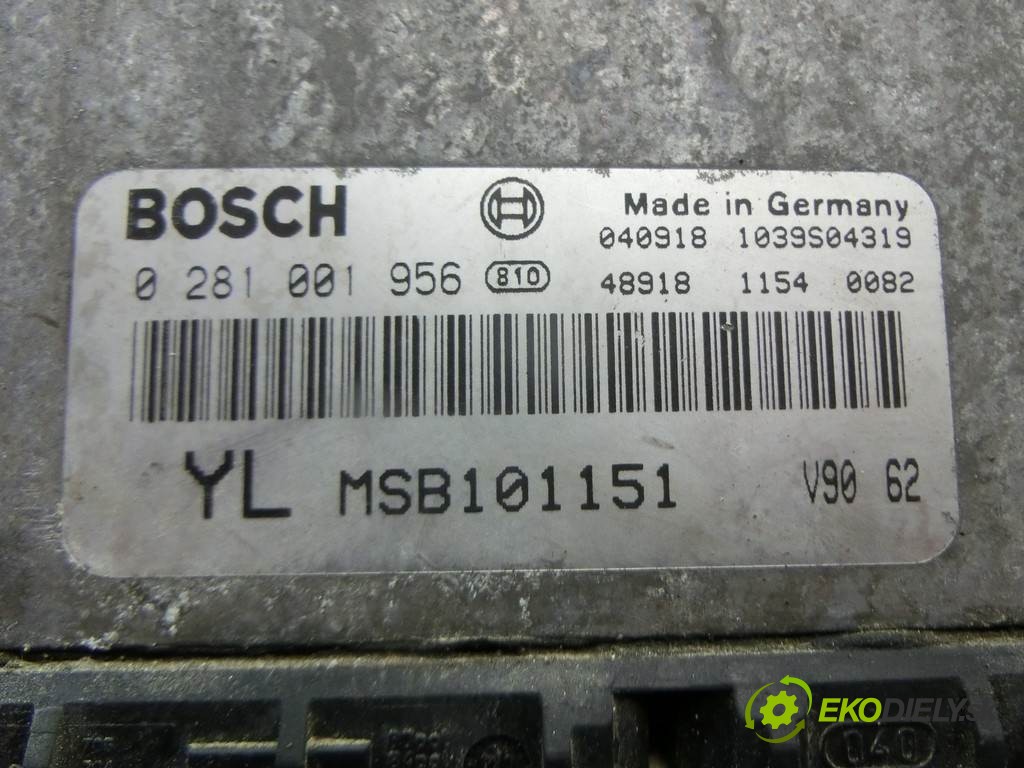 BOSCH
Made in Germany
040918 1039S04319
0 281 001 956 810
48918 1154 0082
YL MSB101151 V90 62
040
EKODIELY.S